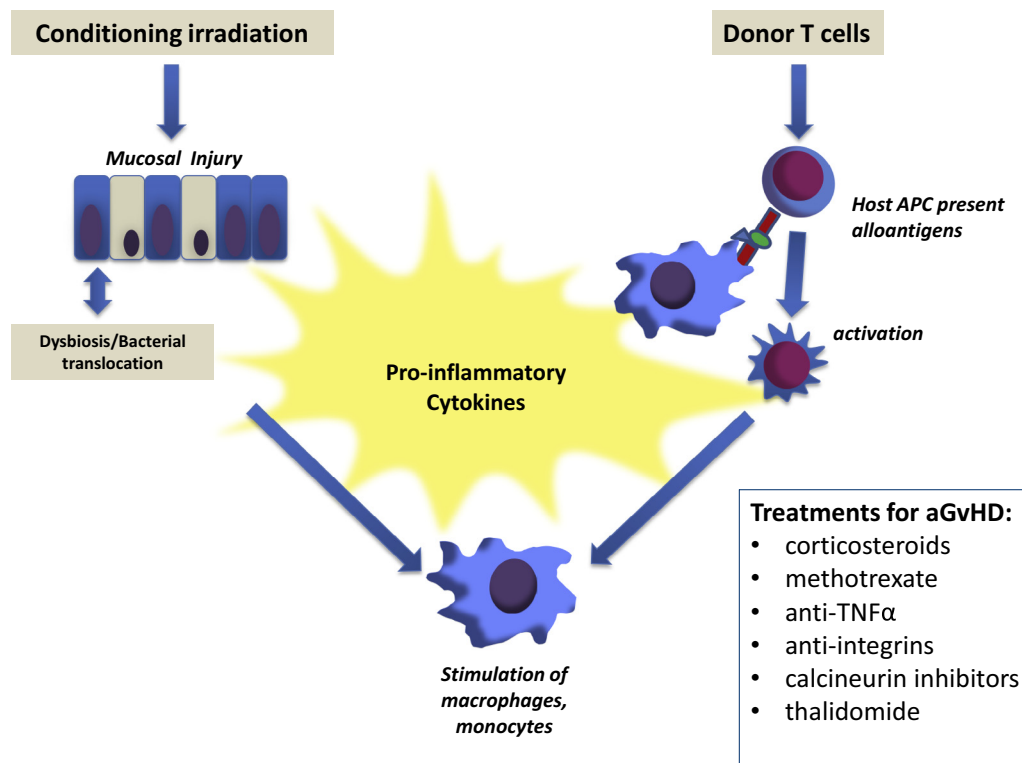 Conditioning irradiation
Donor T cells
Mucosal Injury
Host APC present
alloantigens
Dysbiosis/Bacterial
translocation
activation
Pro-inflammatory
Cytokines
Stimulation of
macrophages,
monocytes
Treatments for aGvHD:
• corticosteroids
• methotrexate
• anti-TNFα
• anti-integrins
• calcineurin inhibitors
• thalidomide